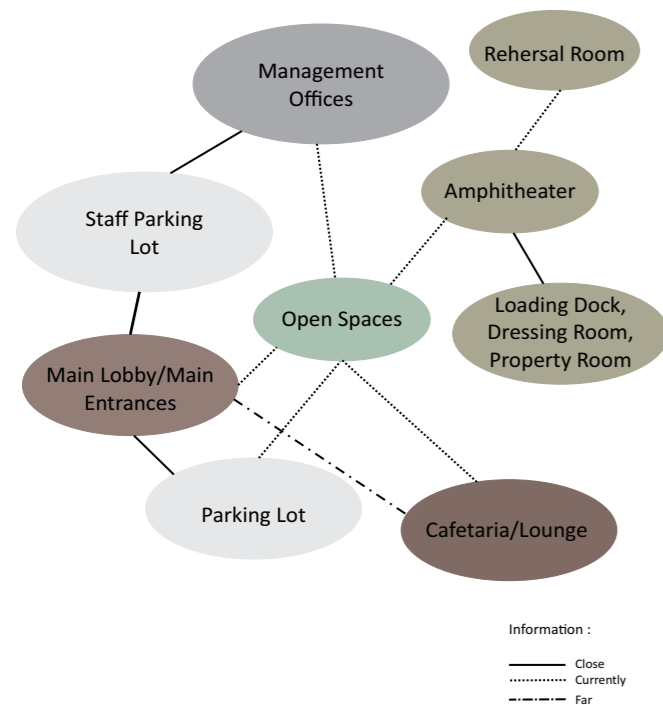 Rehersal Room
Management
Offices
Amphitheater
Staff Parking
Lot
Loading Dock,
Dressing Room,
Property Room
Open Spaces
Main Lobby/Main
Entrances
Parking Lot
Cafetaria/Lounge
Information :
Close
Currently
Far